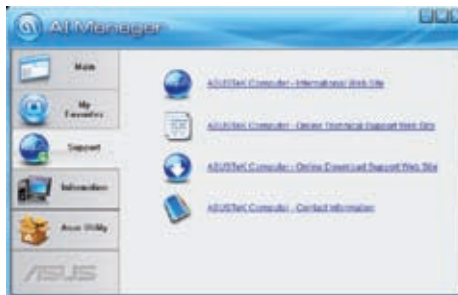 AI Manager
Main
My
Favorites
Support
Information
Asus Utility
/ISUS
ASUSTeK Computer - International Web Site
ASUSTeK Computer - Online Technical Support Web Site
ASUSTeK Computer - Online Download Support Web Site
ASUSTeK Computer - Contact Information